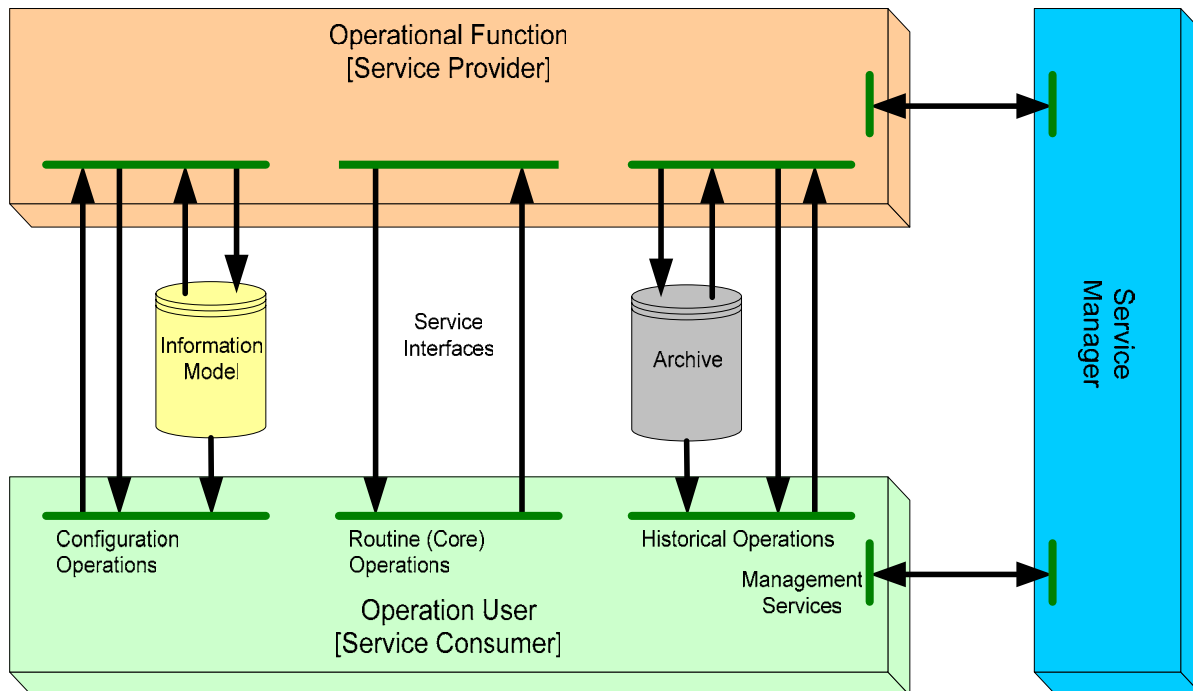 Operational Function
[Service Provider]
Service
Interfaces
Information
Model
Archive
Service
Manager
Configuration
Operations
Routine (Core)
Operations
Historical Operations
Management
Services
Operation User
[Service Consumer]